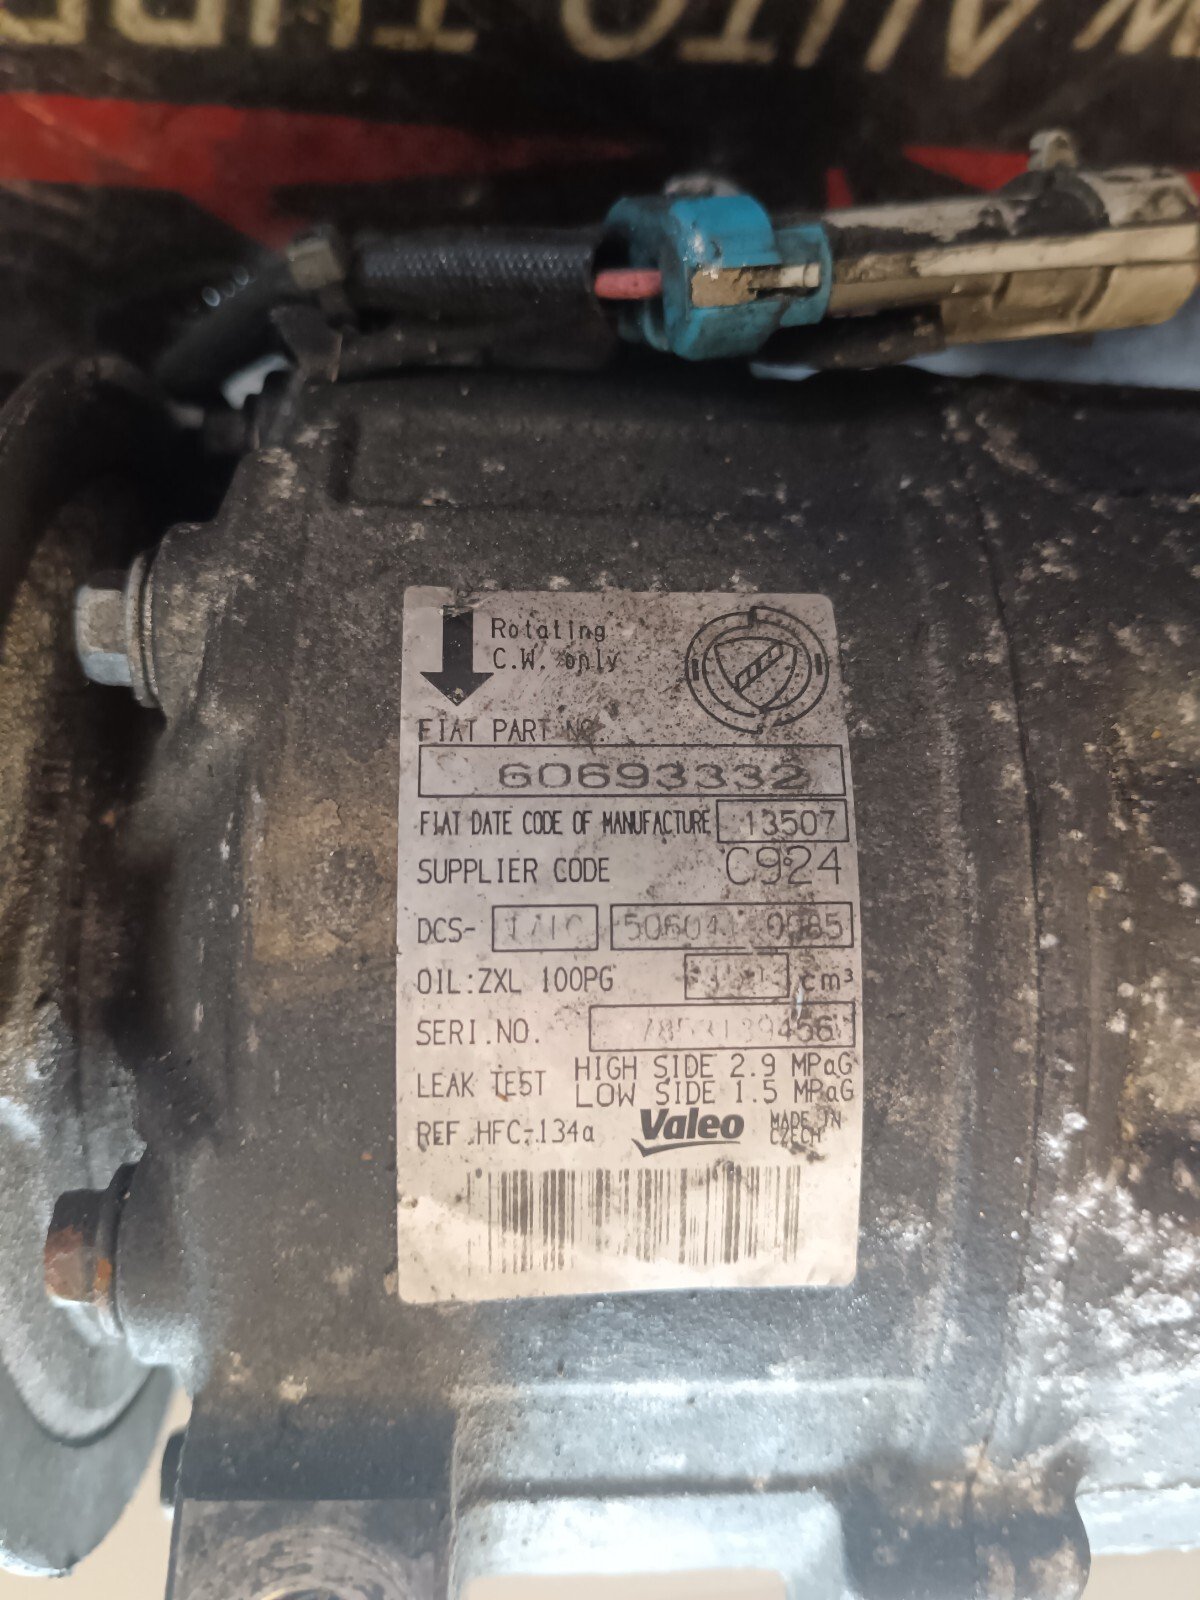 Rotating
C.W. only
FIAT PART NO.
60693332
FIAT DATE CODE OF MANUFACTURE 13507
SUPPLIER CODE C924
DCS-
OIL:ZXL 100PG cm³
SERI.NO.
LEAK TEST HIGH SIDE 2.9 MPaG
LOW SIDE 1.5 MPaG
REF.HFC-134a Valeo MADE IN
CZECH